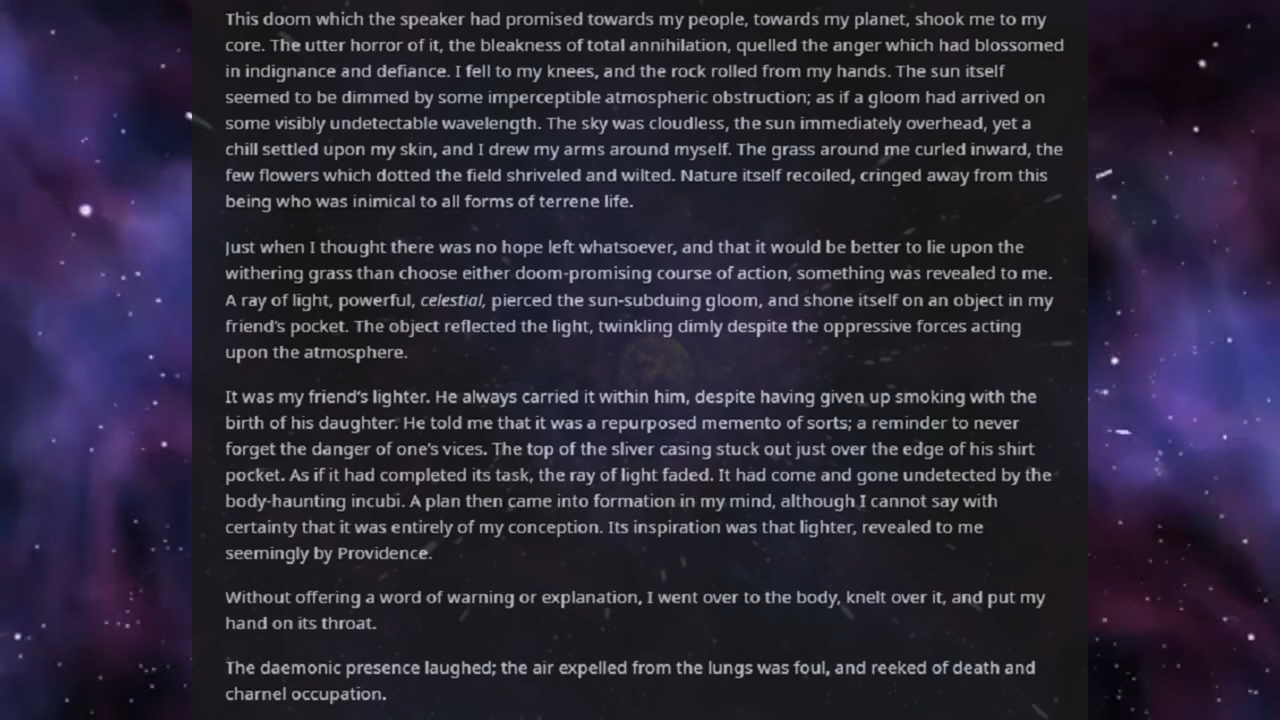 This doom which the speaker had promised towards my people, towards my planet, shook me to my
core. The utter horror of it, the bleakness of total annihilation, quelled the anger which had blossomed
in indignance and defiance. I fell to my knees, and the rock rolled from my hands. The sun itself
seemed to be dimmed by some imperceptible atmospheric obstruction; as if a gloom had arrived on
some visibly undetectable wavelength. The sky was cloudless, the sun immediately overhead, yet a
chill settled upon my skin, and I drew my arms around myself. The grass around me curled inward, the
few flowers which dotted the field shriveled and wilted. Nature itself recoiled, cringed away from this
being who was inimical to all forms of terrene life.
Just when I thought there was no hope left whatsoever, and that it would be better to lie upon the
withering grass than choose either doom-promising course of action, something was revealed to me.
A ray of light, powerful, celestial, pierced the sun-subduing gloom, and shone itself on an object in my
friend's pocket. The object reflected the light, twinkling dimly despite the oppressive forces acting
upon the atmosphere.
It was my friend's lighter. He always carried it within him, despite having given up smoking with the
birth of his daughter. He told me that it was a repurposed memento of sorts; a reminder to never
forget the danger of one's vices. The top of the sliver casing stuck out just over the edge of his shirt
pocket. As if it had completed its task, the ray of light faded. It had come and gone undetected by the
body-haunting incubi. A plan then came into formation in my mind, although I cannot say with
certainty that it was entirely of my conception. Its inspiration was that lighter, revealed to me
seemingly by Providence.
Without offering a word of warning or explanation, I went over to the body, knelt over it, and put my
hand on its throat.
The daemonic presence laughed; the air expelled from the lungs was foul, and reeked of death and
charnel occupation.